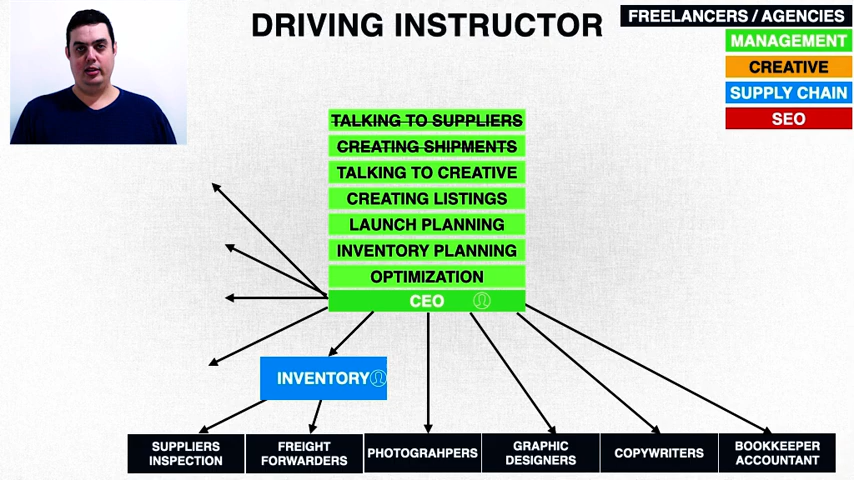 DRIVING INSTRUCTOR
FREELANCERS / AGENCIES
MANAGEMENT
CREATIVE
SUPPLY CHAIN
SEO
TALKING TO SUPPLIERS
CREATING SHIPMENTS
TALKING TO CREATIVE
CREATING LISTINGS
LAUNCH PLANNING
INVENTORY PLANNING
OPTIMIZATION
CEO
INVENTORY
SUPPLIERS
INSPECTION
FREIGHT
FORWARDERS
PHOTOGRAHPERS
GRAPHIC
DESIGNERS
COPYWRITERS
BOOKKEEPER
ACCOUNTANT